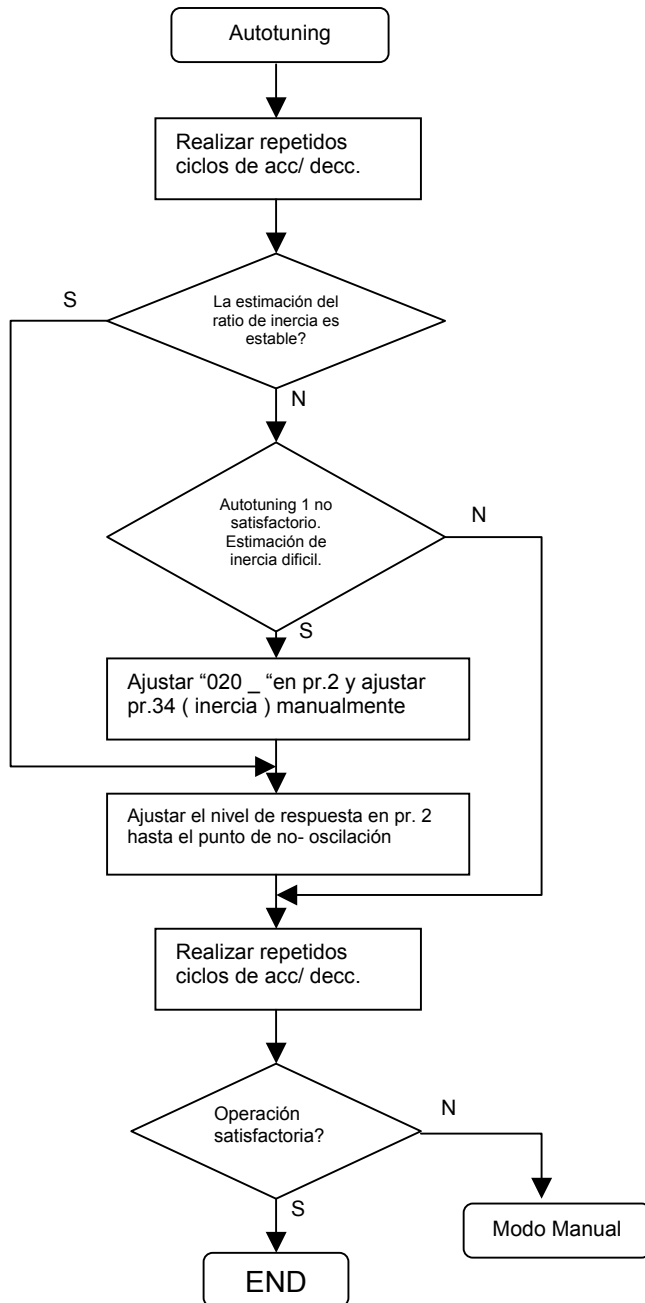 Autotuning
Realizar repetidos
ciclos de acc/ decc.
S
La estimación del
ratio de inercia es
estable?
N
Autotuning 1 no
satisfactorio.
Estimación de
inercia dificil.
N
S
Ajustar “020 _ “en pr.2 y ajustar
pr.34 ( inercia ) manualmente
Ajustar el nivel de respuesta en pr. 2
hasta el punto de no- oscilación
Realizar repetidos
ciclos de acc/ decc.
Operación
satisfactoria?
N
S
Modo Manual
END